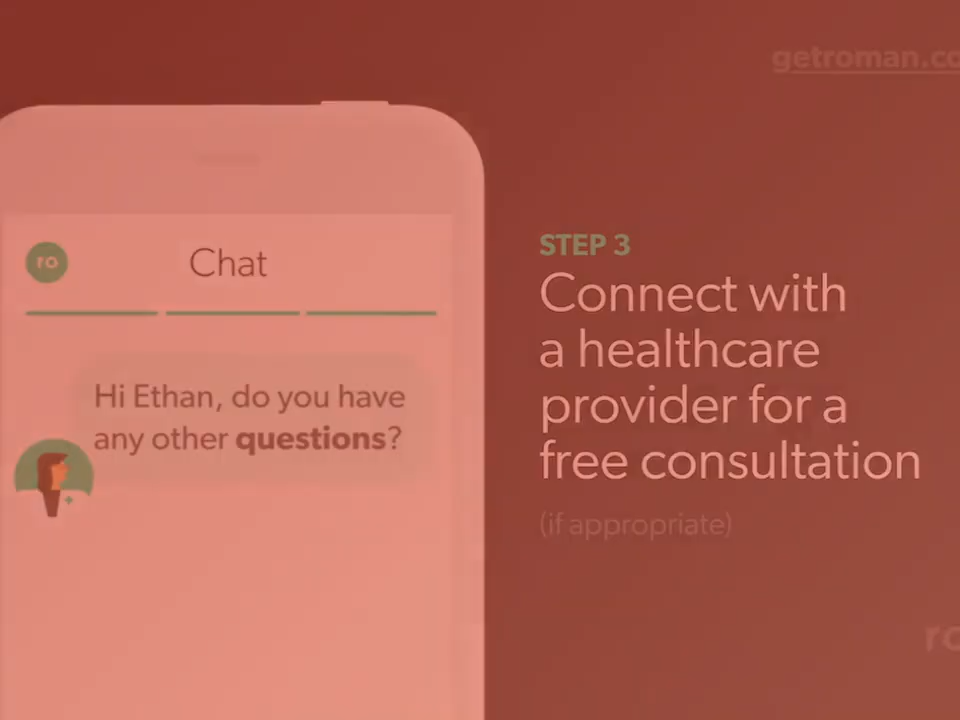 getroman.co
ro
Chat
Hi Ethan, do you have
any other questions?
STEP 3
Connect with
a healthcare
provider for a
free consultation
(if appropriate)
ro